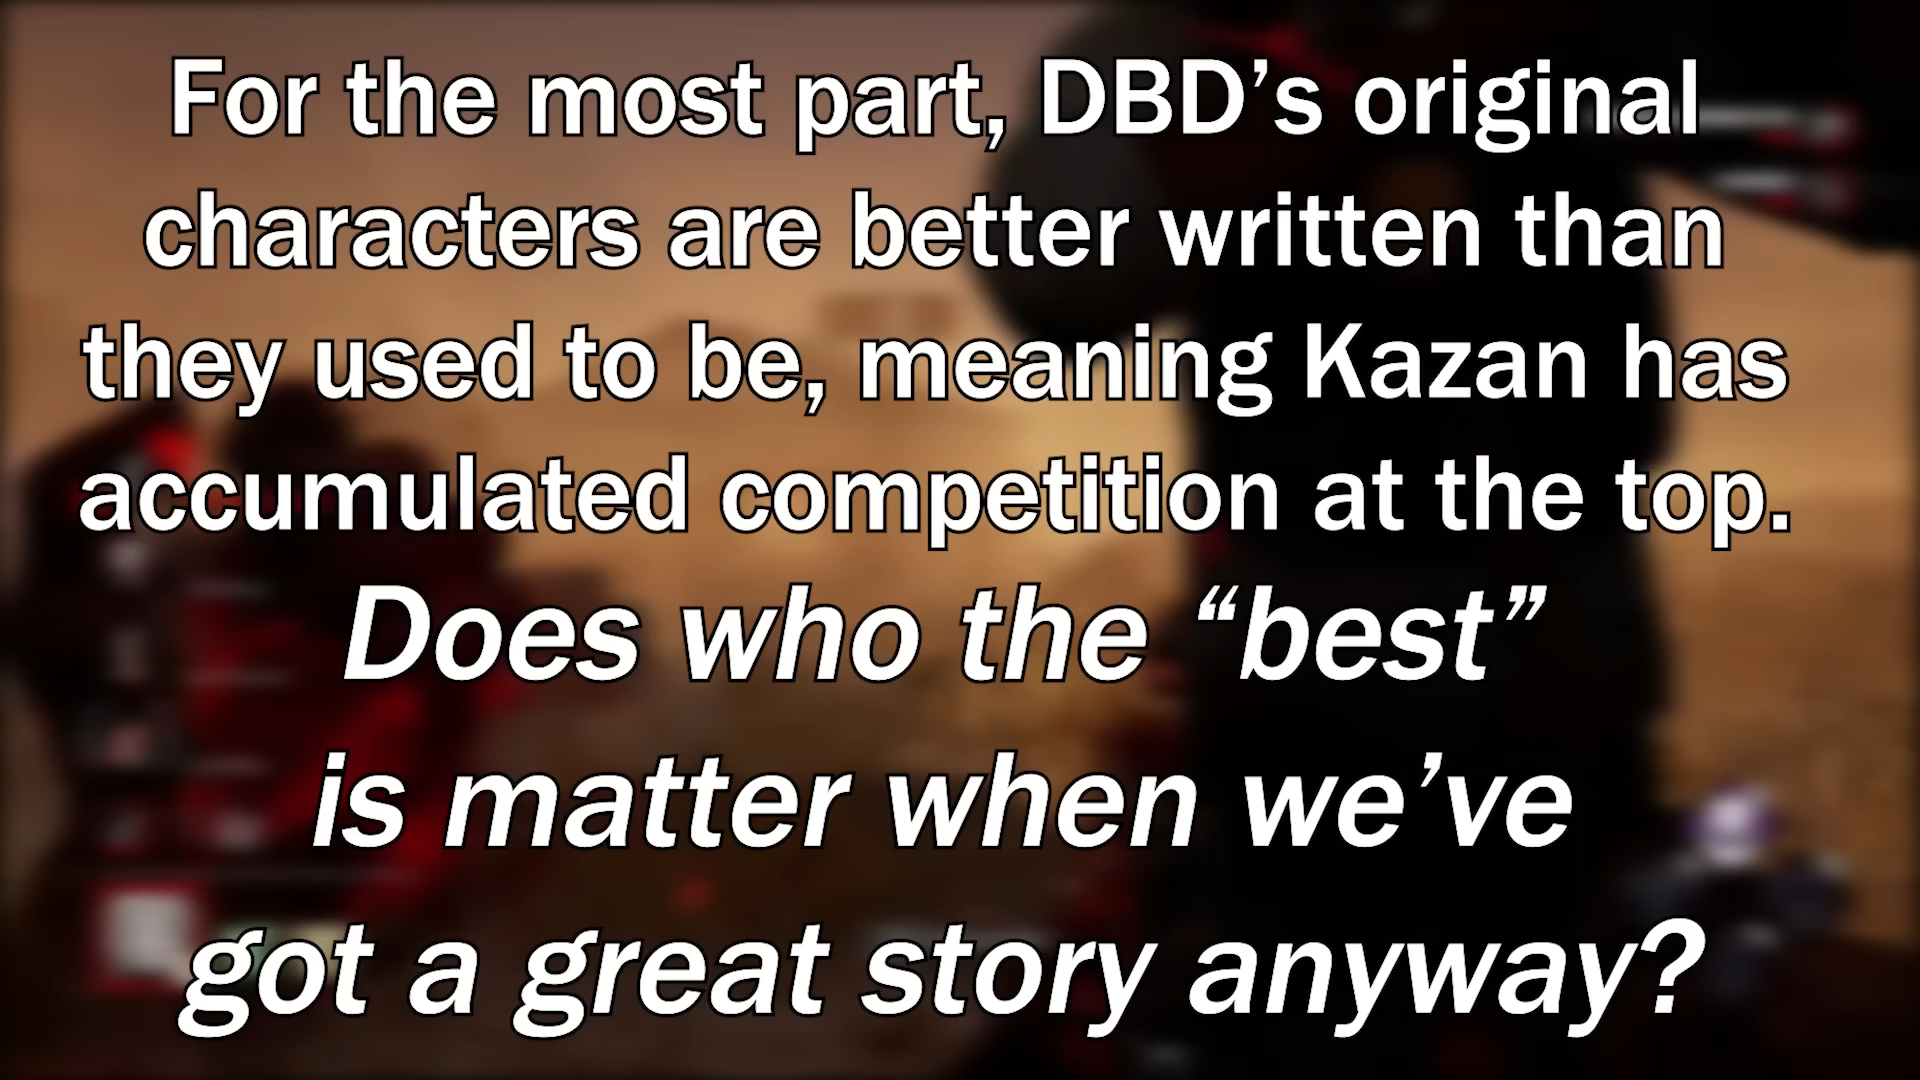 For the most part, DBD’s original
characters are better written than
they used to be, meaning Kazan has
accumulated competition at the top.
Does who the “best”
is matter when we’ve
got a great story anyway?